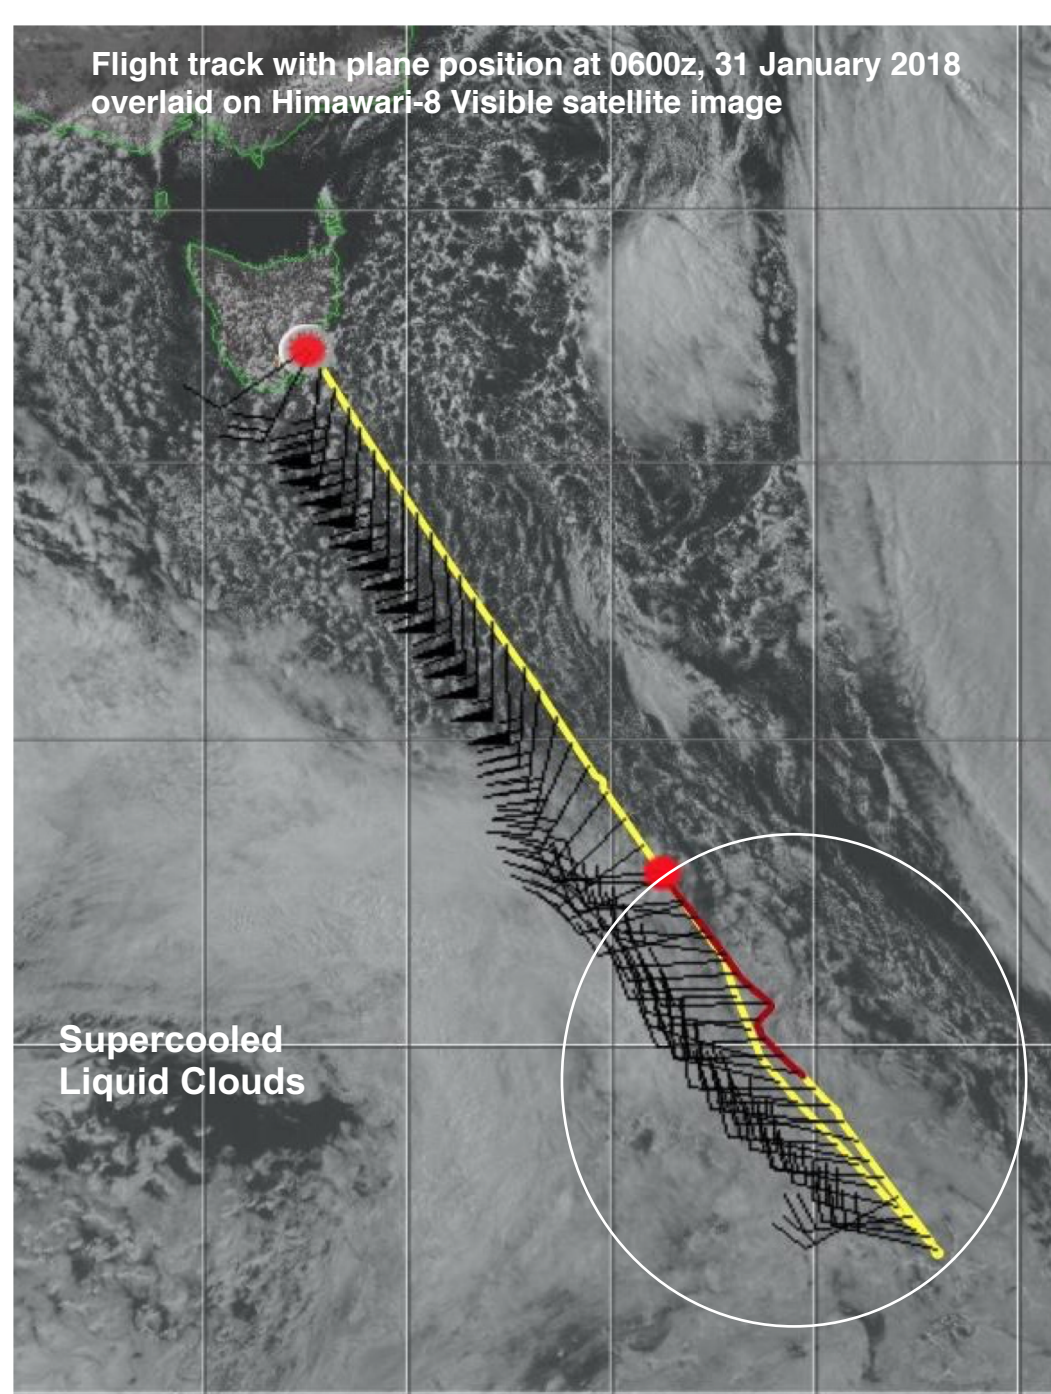 Flight track with plane position at 0600z, 31 January 2018
overlaid on Himawari-8 Visible satellite image
Supercooled
Liquid Clouds